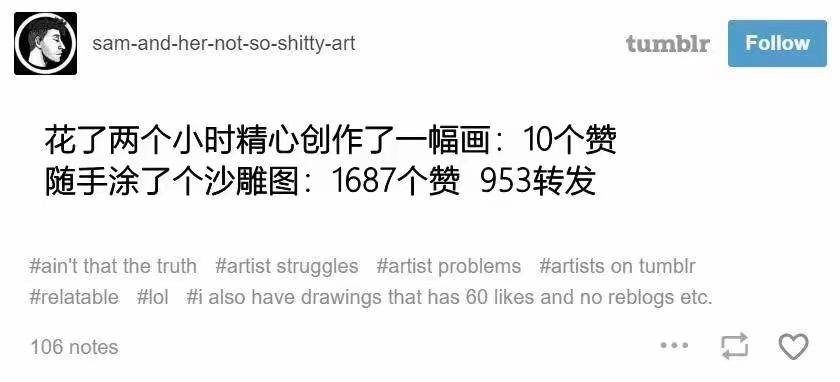 sam-and-her-not-so-shitty-art tumblr Follow
花了两个小时精心创作了一幅画：10个赞
随手涂了个沙雕图：1687个赞 953转发
#ain't that the truth #artist struggles #artist problems #artists on tumblr
#relatable #lol #i also have drawings that has 60 likes and no reblogs etc.
106 notes